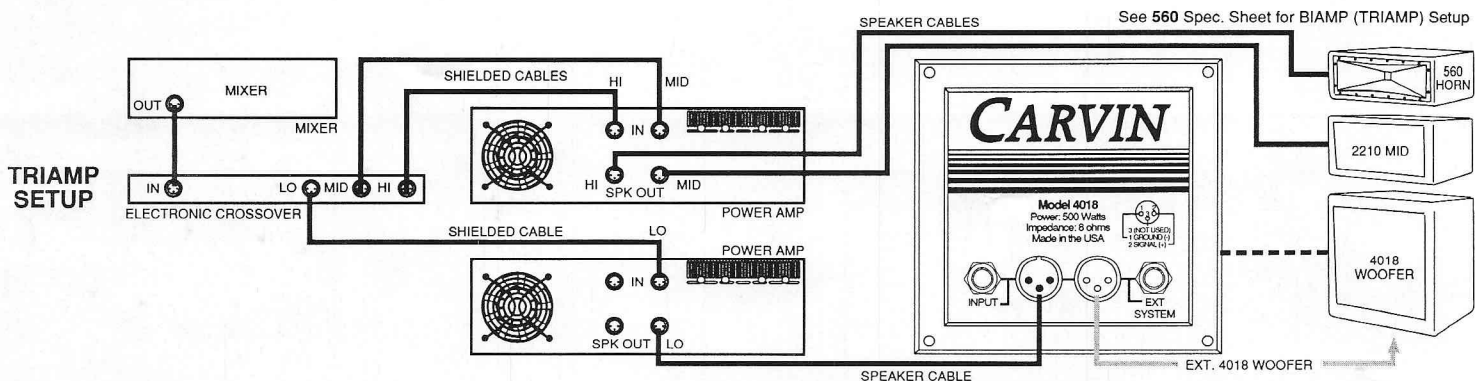 SPEAKER CABLES
See 560 Spec. Sheet for BIAMP (TRIAMP) Setup
MIXER
OUT
MIXER
SHIELDED CABLES
HI
MID
IN
HI
SPK OUT
MID
POWER AMP
TRIAMP
SETUP
IN
LO
MID
HI
ELECTRONIC CROSSOVER
SHIELDED CABLE
LO
POWER AMP
IN
SPK OUT
LO
SPEAKER CABLE
CARVIN
Model 4018
Power: 500 Watts
Impedance: 8 ohms
Made in the USA
1 2
3
3 (NOT USED)
1 GROUND (-)
2 SIGNAL (+)
INPUT
EXT
SYSTEM
EXT. 4018 WOOFER
560
HORN
2210 MID
4018
WOOFER